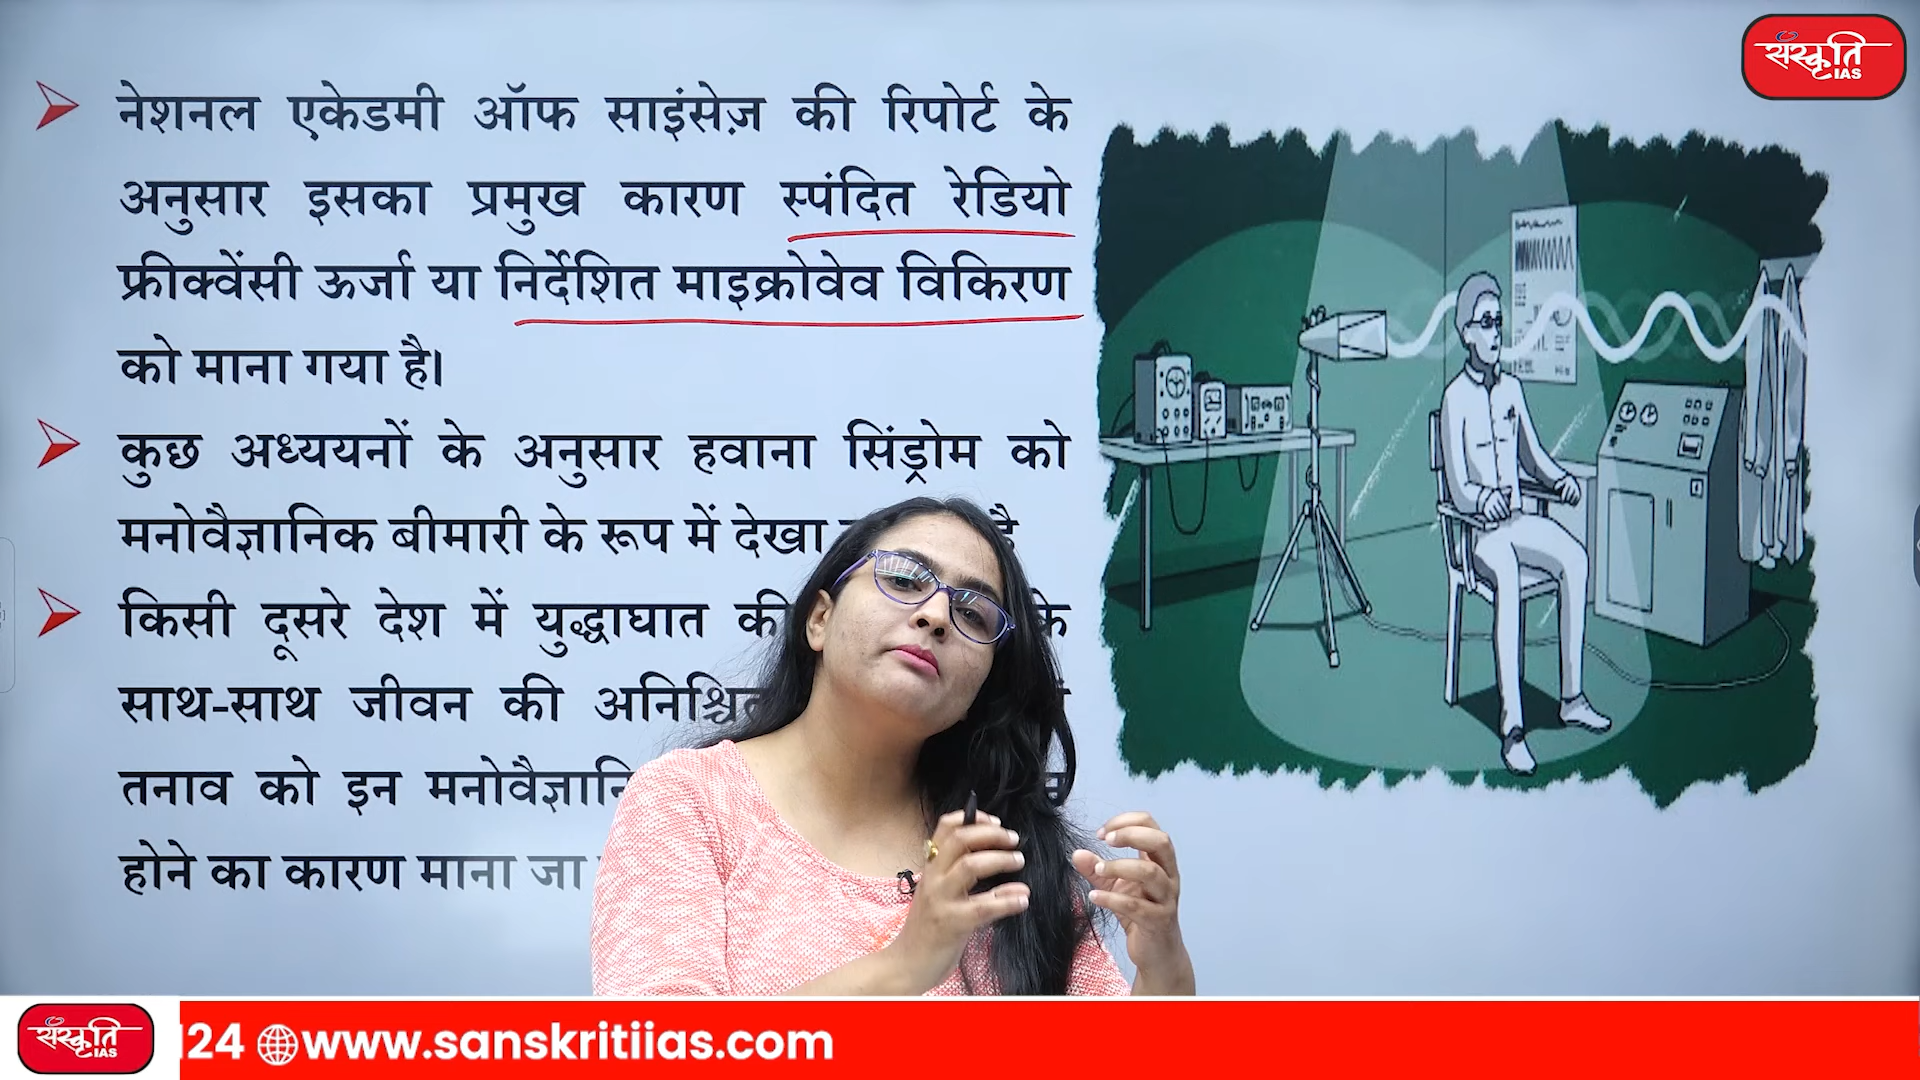 संस्कृति
IAS
नेशनल एकेडमी ऑफ साइंसेज़ की रिपोर्ट के
अनुसार इसका प्रमुख कारण स्पंदित रेडियो
फ्रीक्वेंसी ऊर्जा या निर्देशित माइक्रोवेव विकिरण
को माना गया है।
कुछ अध्ययनों के अनुसार हवाना सिंड्रोम को
मनोवैज्ञानिक बीमारी के रूप में देखा
किसी दूसरे देश में युद्धाघात की के
साथ-साथ जीवन की
तनाव को इन
होने का कारण माना जा
संस्कृति
IAS
124 www.sanskritiias.com